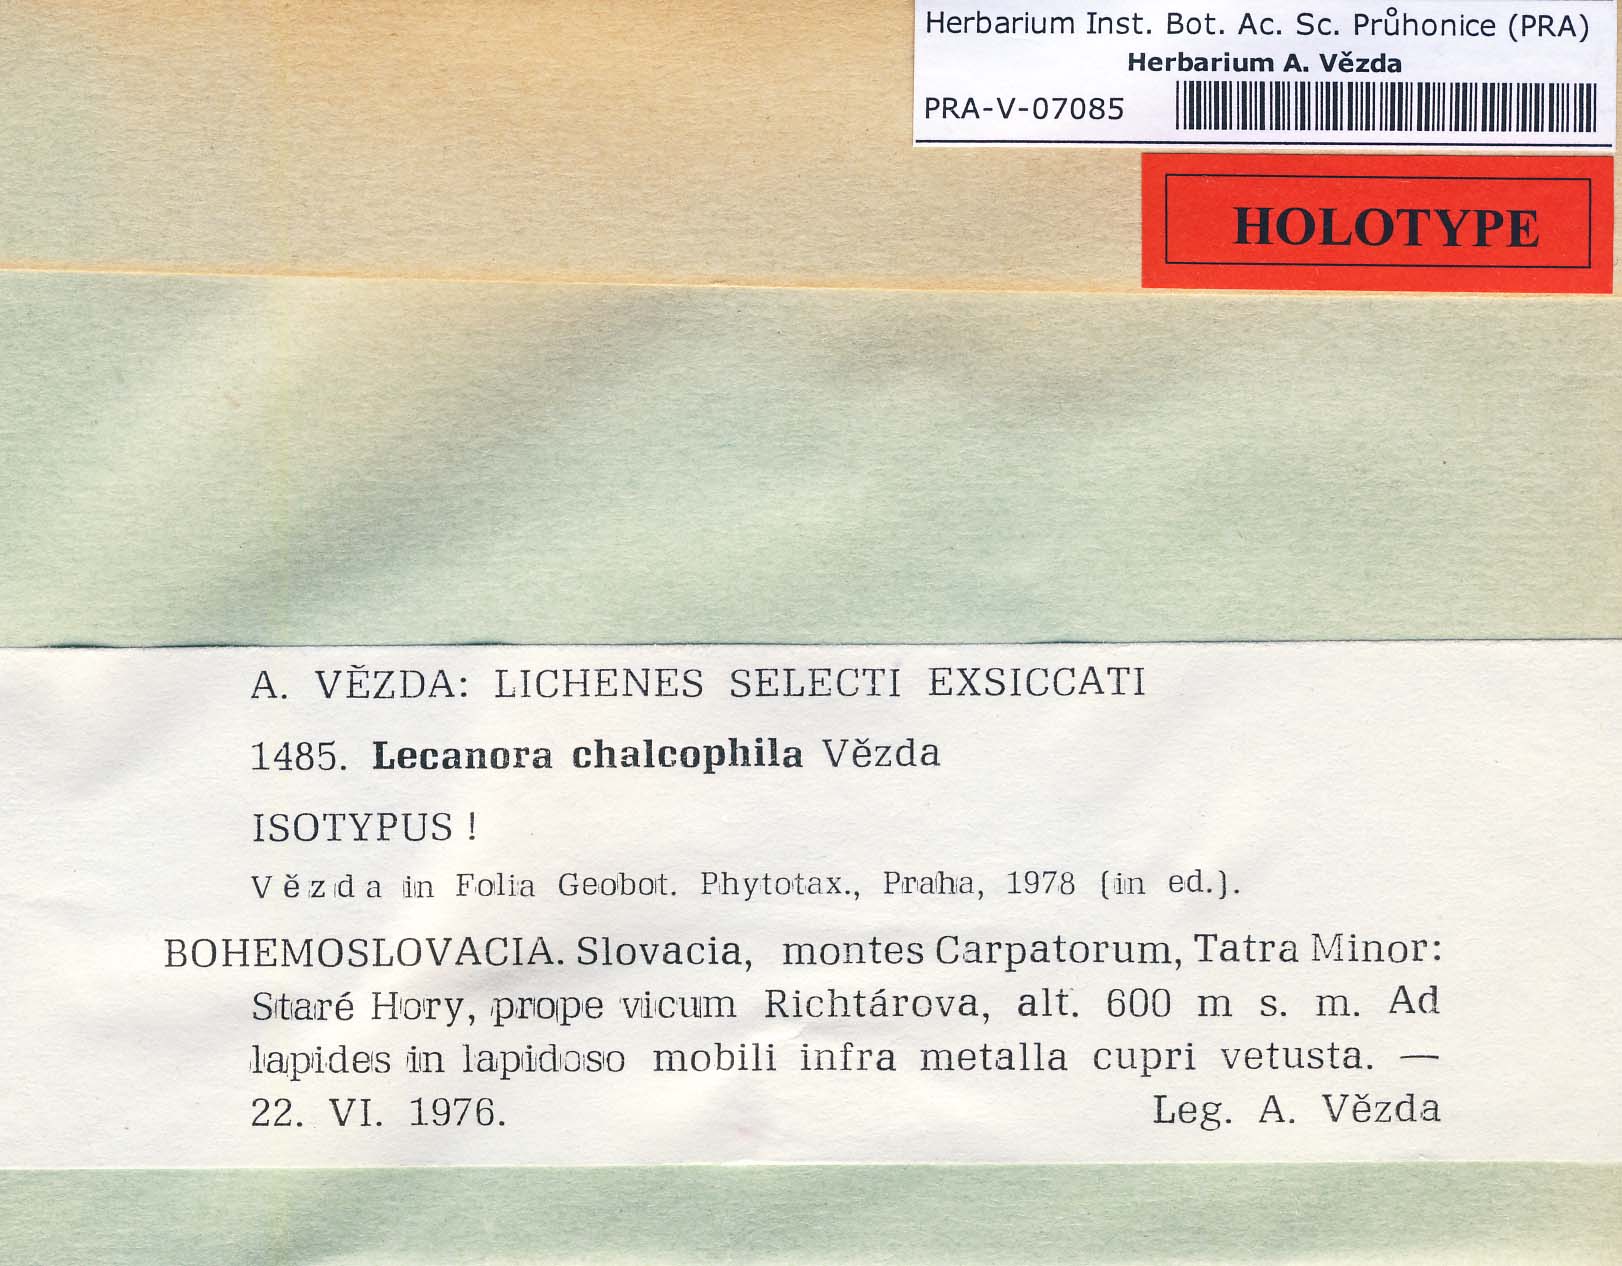 Herbarium Inst. Bot. Ac. Sc. Průhonice (PRA)
Herbarium A. Vězda
PRA-V-07085
HOLOTYPE
A. VĚZDA: LICHENES SELECTI EXSICCATI
1485. Lecanora chalcophila Vězda
ISOTYPUS !
Vězda in Folia Geobot. Phytotax., Praha, 1978 (in ed.).
BOHEMOSLOVACIA. Slovacia, montes Carpatorum, Tatra Minor:
Staré Hory, prope vicum Richtárova, alt. 600 m s. m. Ad
lapides in lapidoso mobili infra metalla cupri vetusta. —
22. VI. 1976. Leg. A. Vězda